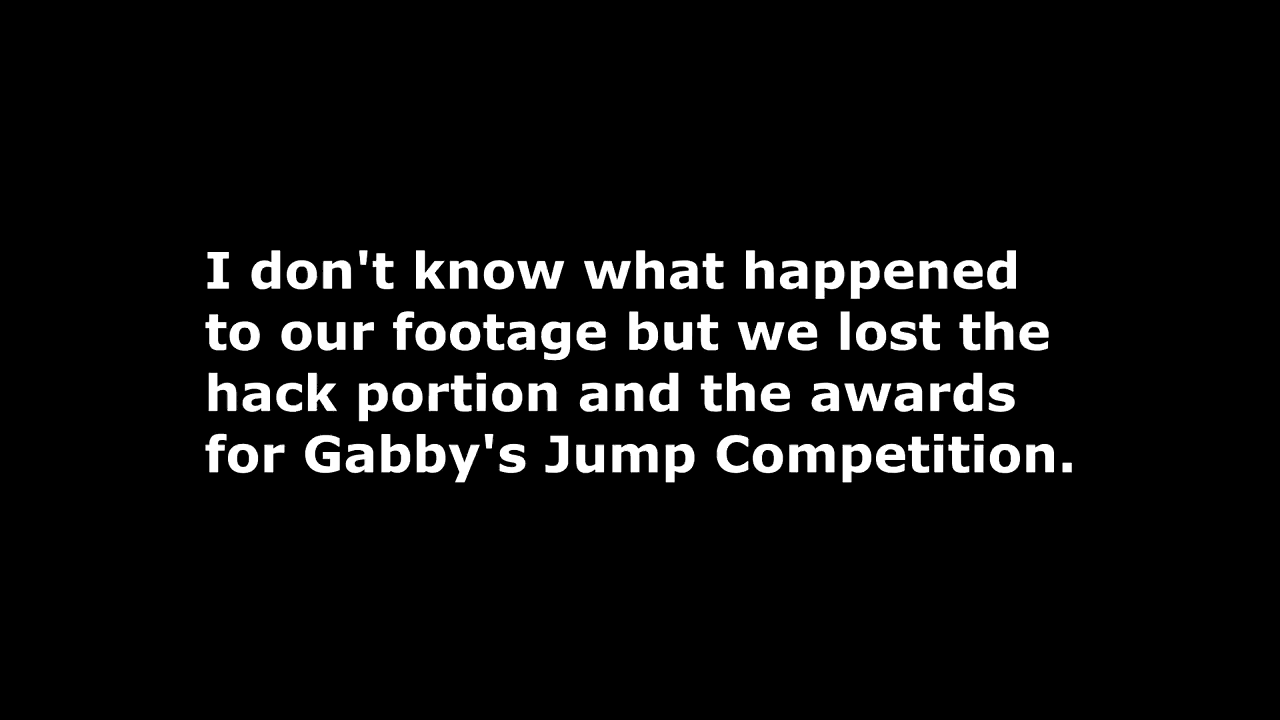 I don't know what happened
to our footage but we lost the
hack portion and the awards
for Gabby's Jump Competition.